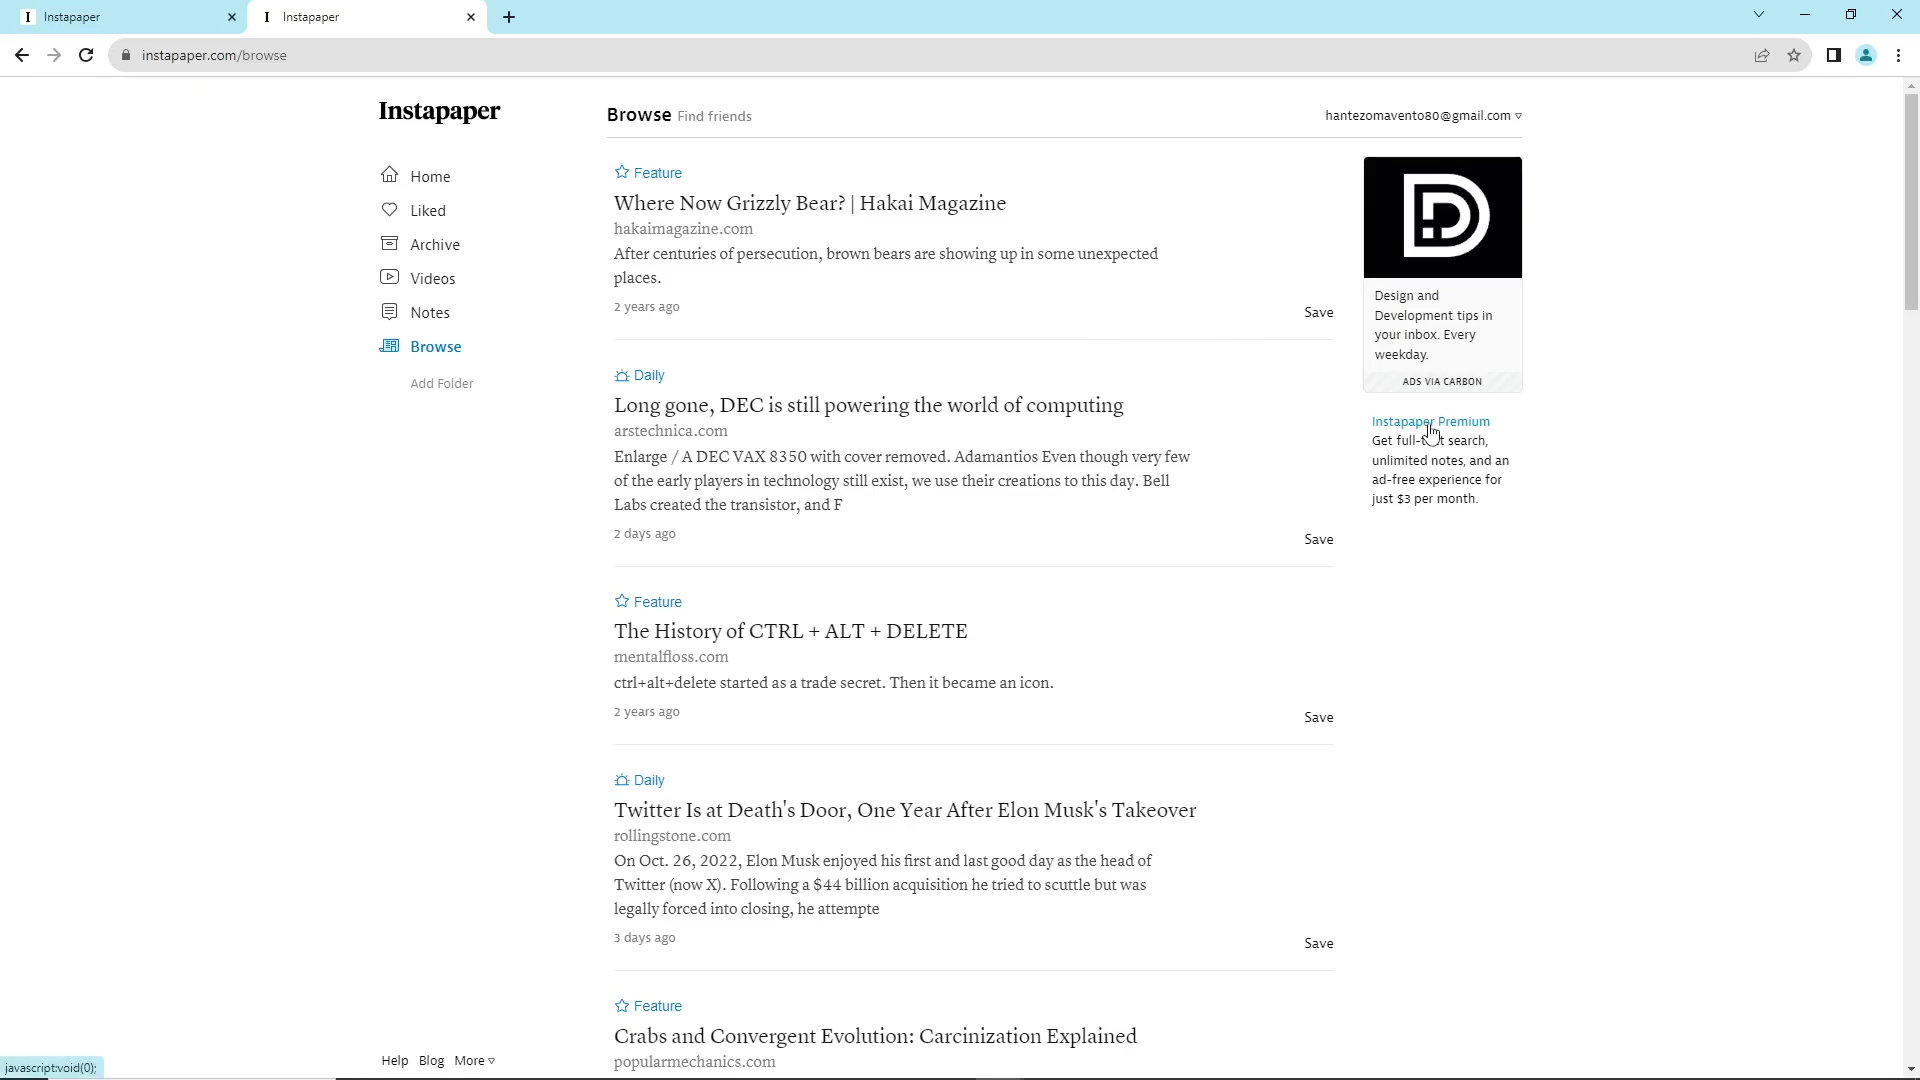 Instapaper
Instapaper
instapaper.com/browse
Instapaper
Browse Find friends
hantezomavento80@gmail.com
Home
Liked
Archive
Videos
Notes
Browse
Add Folder
Feature
Where Now Grizzly Bear? | Hakai Magazine
hakaimagazine.com
After centuries of persecution, brown bears are showing up in some unexpected
places.
2 years ago
Save
Daily
Long gone, DEC is still powering the world of computing
arstechnica.com
Enlarge / A DEC VAX 8350 with cover removed. Adamantios Even though very few
of the early players in technology still exist, we use their creations to this day. Bell
Labs created the transistor, and F
2 days ago
Save
Feature
The History of CTRL + ALT + DELETE
mentalfloss.com
ctrl+alt+delete started as a trade secret. Then it became an icon.
2 years ago
Save
Daily
Twitter Is at Death's Door, One Year After Elon Musk's Takeover
rollingstone.com
On Oct. 26, 2022, Elon Musk enjoyed his first and last good day as the head of
Twitter (now X). Following a $44 billion acquisition he tried to scuttle but was
legally forced into closing, he attempte
3 days ago
Save
Feature
Crabs and Convergent Evolution: Carcinization Explained
popularmechanics.com
Design and
Development tips in
your inbox. Every
weekday.
ADS VIA CARBON
Instapaper Premium
Get full-text search,
unlimited notes, and an
ad-free experience for
just $3 per month.
Help Blog More
javascript:void(0);